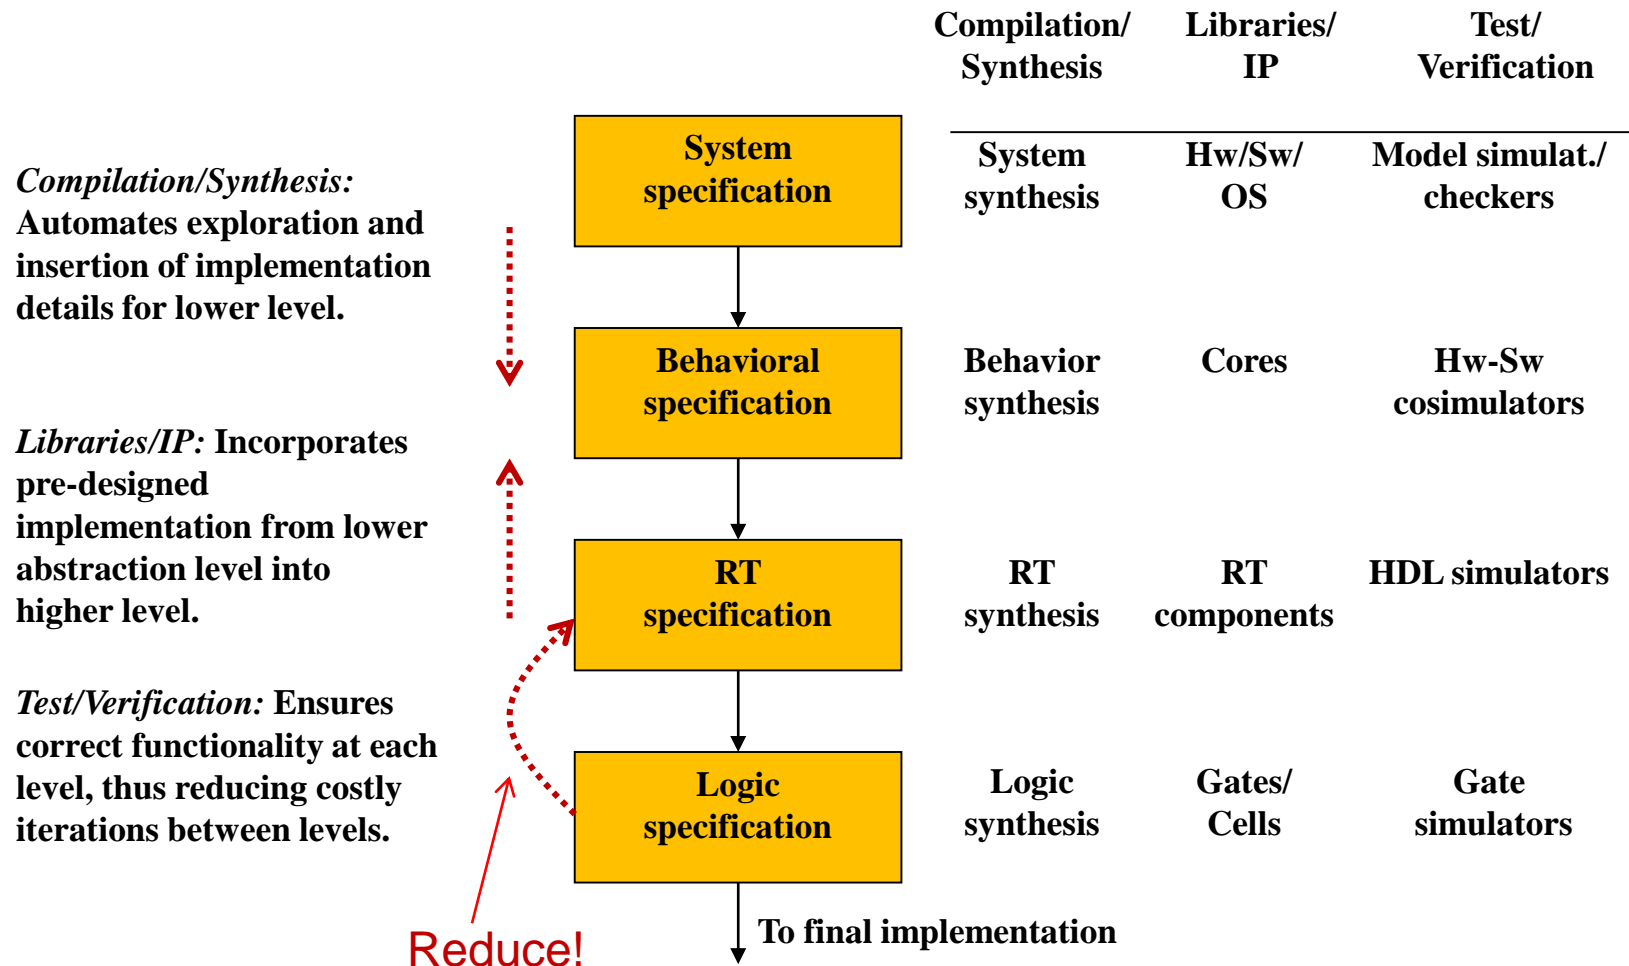 Compilation/
Synthesis
Libraries/
IP
Test/
Verification
Compilation/Synthesis:
Automates exploration and
insertion of implementation
details for lower level.
Libraries/IP: Incorporates
pre-designed
implementation from lower
abstraction level into
higher level.
Test/Verification: Ensures
correct functionality at each
level, thus reducing costly
iterations between levels.
System
specification
System
synthesis
Hw/Sw/
OS
Model simulat./
checkers
Behavioral
specification
Behavior
synthesis
Cores
Hw-Sw
cosimulators
RT
specification
RT
synthesis
RT
components
HDL simulators
Logic
specification
Logic
synthesis
Gates/
Cells
Gate
simulators
Reduce!
To final implementation